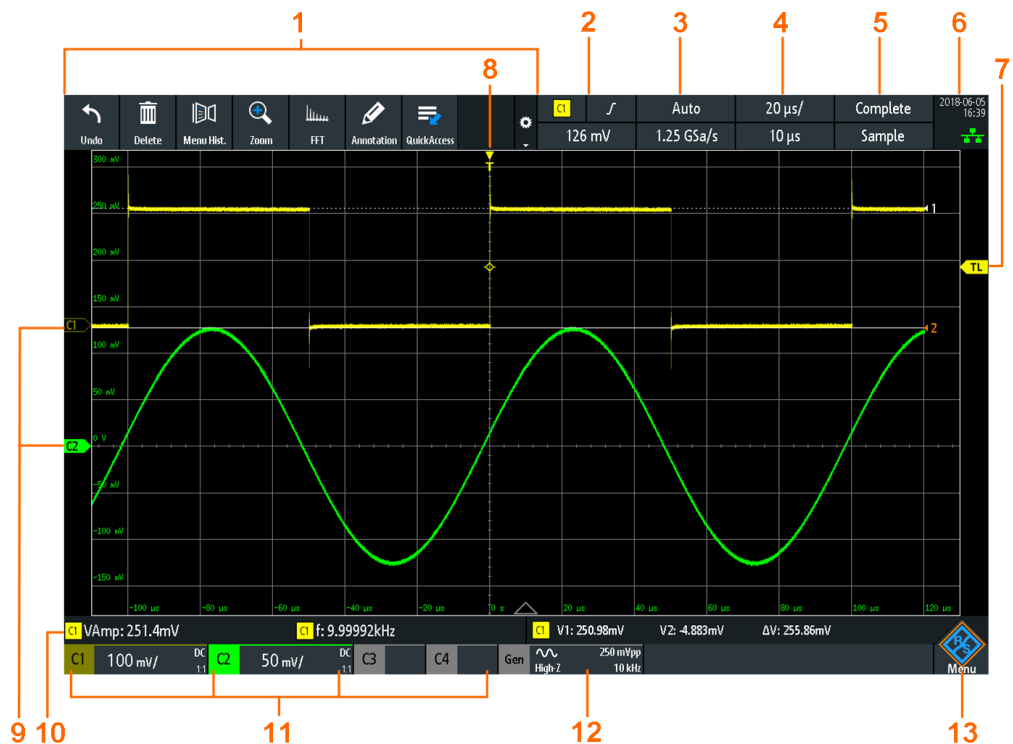 1 2 3 4 5 6
8 7
C1 Auto 20 µs/ Complete 2018-06-05
16:39
Undo Delete Menu Hist. Zoom FFT Annotation QuickAccess
126 mV 1.25 GSa/s 10 µs Sample
300 mV
T
250 mV
1
200 mV
TL
150 mV
C1
2
100 mV
50 mV
C2 0 V
-50 mV
-100 mV
-150 mV
-100 µs -80 µs -60 µs -40 µs -20 µs 0 s 20 µs 40 µs 60 µs 80 µs 100 µs 120 µs
C1 VAmp: 251.4mV C1 f: 9.99992kHz C1 V1: 250.98mV V2: -4.883mV ΔV: 255.86mV
C1 100 mV/ DC 1:1 C2 50 mV/ DC 1:1 C3 C4 Gen High-Z 250 mVpp 10 kHz
R S
Menu
9 10 11 12 13